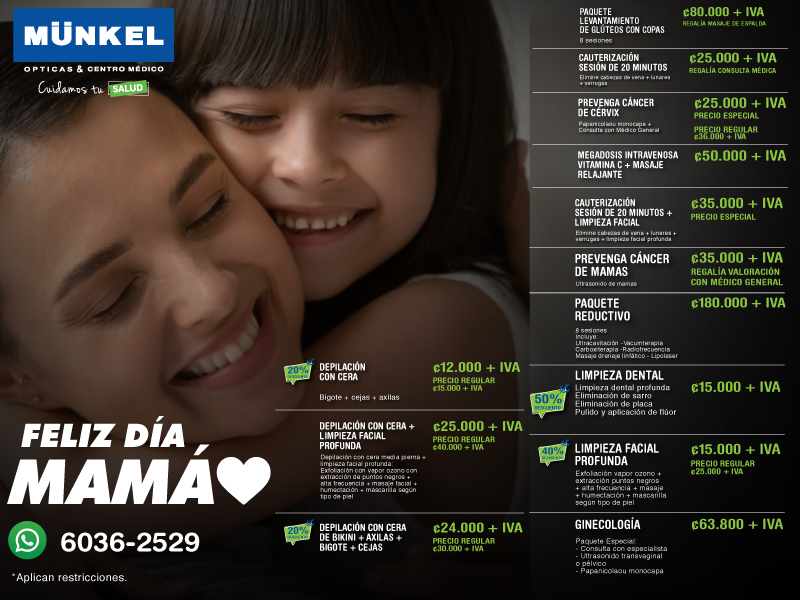 MÜNKEL
OPTICAS & CENTRO MÉDICO
Cuidamos tu SALUD
FELIZ DÍA
MAMÁ
6036-2529
*Aplican restricciones.
20%
DESCUENTO
DEPILACIÓN
CON CERA
Bigote + cejas + axilas
¢12.000 + IVA
PRECIO REGULAR
¢15.000 + IVA
DEPILACIÓN CON CERA +
LIMPIEZA FACIAL
PROFUNDA
Depilación con cera media pierna +
limpieza facial profunda:
Exfoliación con vapor ozono con
extracción de puntos negros +
alta frecuencia + masaje facial +
humectación + mascarilla según
tipo de piel
¢25.000 + IVA
PRECIO REGULAR
¢40.000 + IVA
20%
DESCUENTO
DEPILACIÓN CON CERA
DE BIKINI + AXILAS +
BIGOTE + CEJAS
¢24.000 + IVA
PRECIO REGULAR
¢30.000 + IVA
PAQUETE
LEVANTAMIENTO
DE GLÚTEOS CON COPAS
6 sesiones
¢80.000 + IVA
REGALÍA MASAJE DE ESPALDA
CAUTERIZACIÓN
SESIÓN DE 20 MINUTOS
Elimine cabezas de vena + lunares
+ verrugas
¢25.000 + IVA
REGALÍA CONSULTA MÉDICA
PREVENGA CÁNCER
DE CÉRVIX
Papanicolaou monocapa +
Consulta con Médico General
¢25.000 + IVA
PRECIO ESPECIAL
PRECIO REGULAR
¢36.000 + IVA
MEGADOSIS INTRAVENOSA
VITAMINA C + MASAJE
RELAJANTE
¢50.000 + IVA
CAUTERIZACIÓN
SESIÓN DE 20 MINUTOS +
LIMPIEZA FACIAL
Elimine cabezas de vena + lunares +
verrugas + limpieza facial profunda
¢35.000 + IVA
PRECIO ESPECIAL
PREVENGA CÁNCER
DE MAMAS
Ultrasonido de mamas
¢35.000 + IVA
REGALÍA VALORACIÓN
CON MÉDICO GENERAL
PAQUETE
REDUCTIVO
8 sesiones
Incluye:
Ultracavitación -Vacumterapia
Carboxiterapia -Radiofrecuencia
Masaje drenaje linfático - Lipoláser
¢180.000 + IVA
50%
DESCUENTO
LIMPIEZA DENTAL
Limpieza dental profunda
Eliminación de sarro
Eliminación de placa
Pulido y aplicación de flúor
¢15.000 + IVA
40%
DESCUENTO
LIMPIEZA FACIAL
PROFUNDA
Exfoliación vapor ozono +
extracción puntos negros
+ alta frecuencia + masaje
+ humectación + mascarilla
según tipo de piel
¢15.000 + IVA
PRECIO REGULAR
¢25.000 + IVA
GINECOLOGÍA
Paquete Especial:
- Consulta con especialista
- Ultrasonido transvaginal
o pélvico
- Papanicolaou monocapa
¢63.800 + IVA